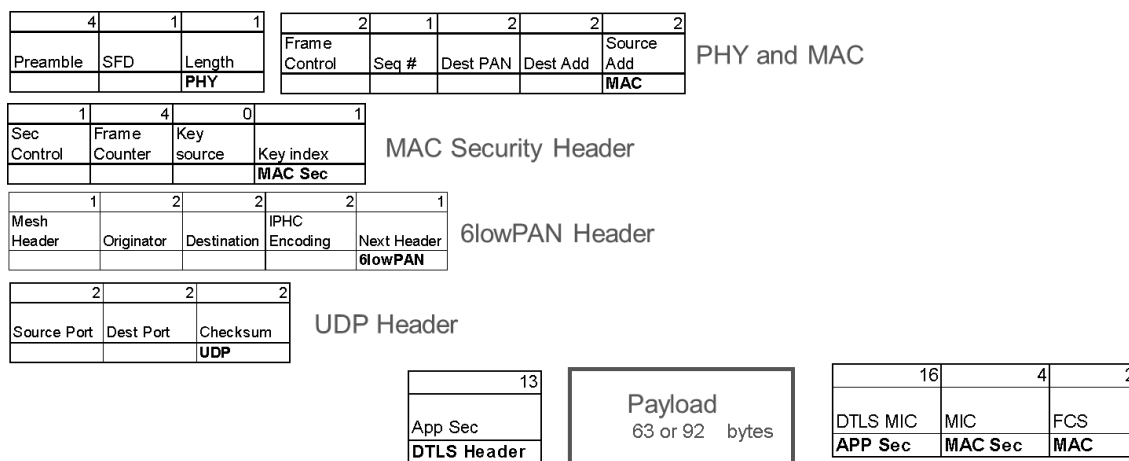 4 1 1
Preamble SFD Length
PHY
2 1 2 2 2
Frame Control Seq # Dest PAN Dest Add Source Add
MAC
PHY and MAC
1 4 0 1
Sec Control Frame Counter Key source Key index
MAC Sec
MAC Security Header
1 2 2 2 1
Mesh Header Originator Destination IPHC Encoding Next Header
6lowPAN
6lowPAN Header
2 2 2
Source Port Dest Port Checksum
UDP
UDP Header
13
App Sec
DTLS Header
Payload
63 or 92 bytes
16 4 2
DTLS MIC MIC FCS
APP Sec MAC Sec MAC